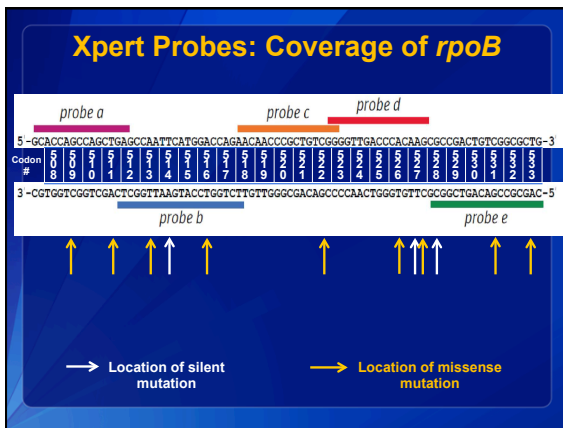 Xpert Probes: Coverage of rpoB
probe a
probe c
probe d
5'-GCACCAGCCAGCTGAGCCAATTCATGGACCAGAACAACCCGCTGTCGGGGTTGACCCACAAGCGCCGACTGTCGGCGCTG-3'
Codon
#
508 509 510 511 512 513 514 515 516 517 518 519 520 521 522 523 524 525 526 527 528 529 530 531 532 533
3'-CGTGGTCGGTCGACTCGGTTAAGTACCTGGTCTTGTTGGGCGACAGCCCCAACTGGGTGTTCGCGGCTGACAGCCGCGAC-5'
probe b
probe e
Location of silent
mutation
Location of missense
mutation